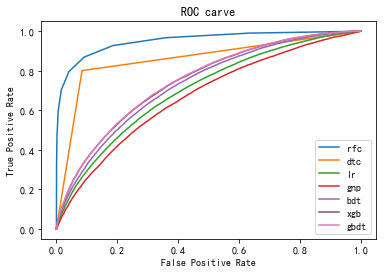 ROC carve
True Positive Rate
1.0
0.8
0.6
0.4
0.2
0.0
rfc
dtc
lr
gnp
bdt
xgb
gbdt
0.0 0.2 0.4 0.6 0.8 1.0
False Positive Rate